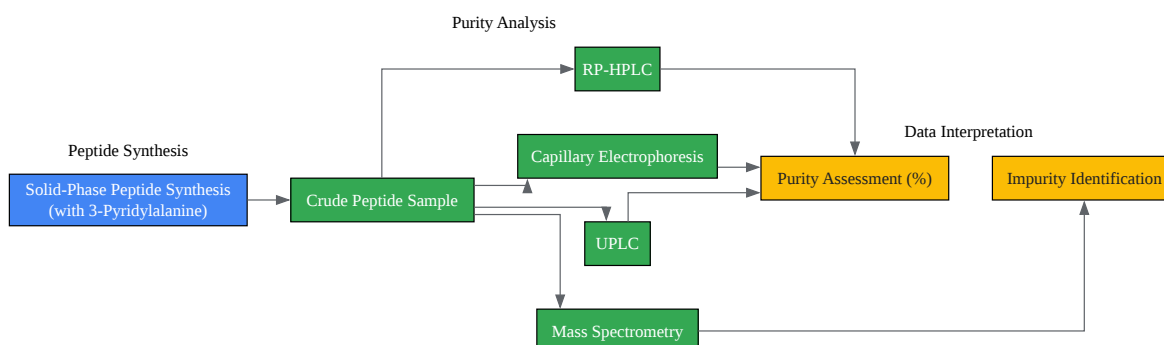 Purity Analysis
RP-HPLC
Data Interpretation
Peptide Synthesis
Capillary Electrophoresis
Solid-Phase Peptide Synthesis
(with 3-Pyridylalanine)
Crude Peptide Sample
Purity Assessment (%)
Impurity Identification
UPLC
Mass Spectrometry